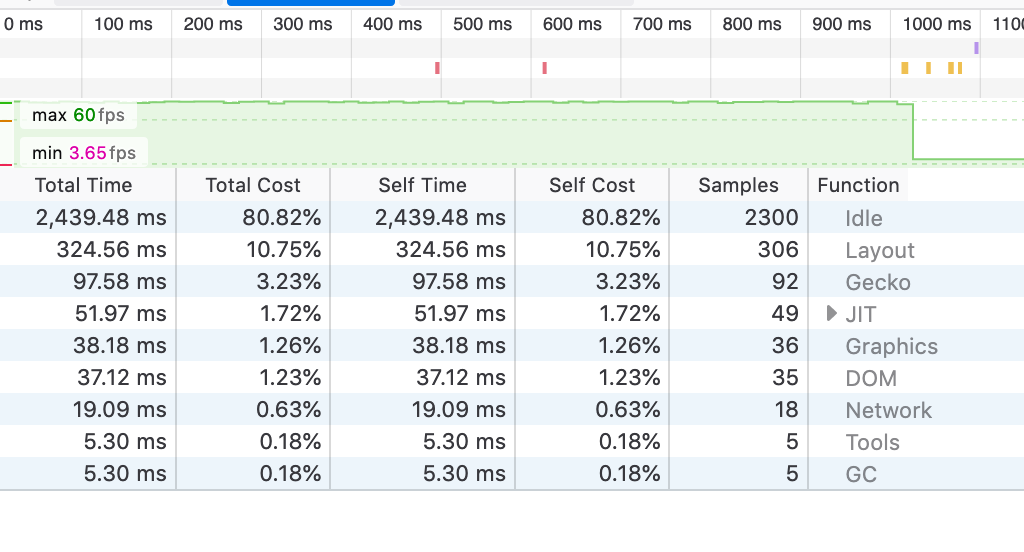 0 ms 100 ms 200 ms 300 ms 400 ms 500 ms 600 ms 700 ms 800 ms 900 ms 1000 ms 1100
max 60 fps
min 3.65 fps
Total Time Total Cost Self Time Self Cost Samples Function
2,439.48 ms 80.82% 2,439.48 ms 80.82% 2300 Idle
324.56 ms 10.75% 324.56 ms 10.75% 306 Layout
97.58 ms 3.23% 97.58 ms 3.23% 92 Gecko
51.97 ms 1.72% 51.97 ms 1.72% 49 JIT
38.18 ms 1.26% 38.18 ms 1.26% 36 Graphics
37.12 ms 1.23% 37.12 ms 1.23% 35 DOM
19.09 ms 0.63% 19.09 ms 0.63% 18 Network
5.30 ms 0.18% 5.30 ms 0.18% 5 Tools
5.30 ms 0.18% 5.30 ms 0.18% 5 GC